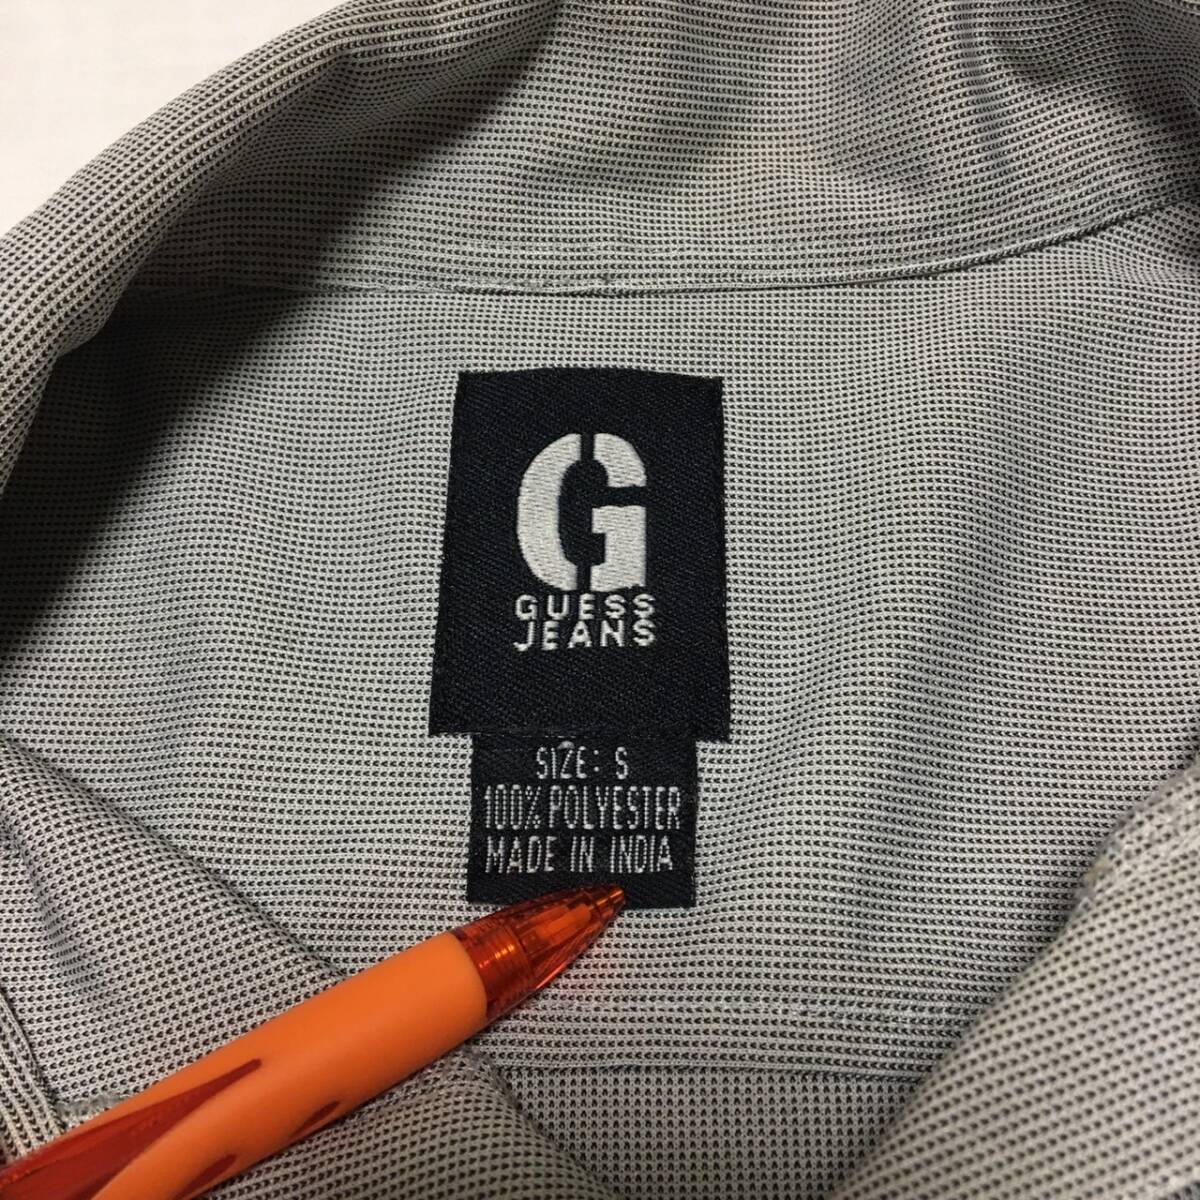 G
GUESS
JEANS
SIZE: S
100% POLYESTER
MADE IN INDIA